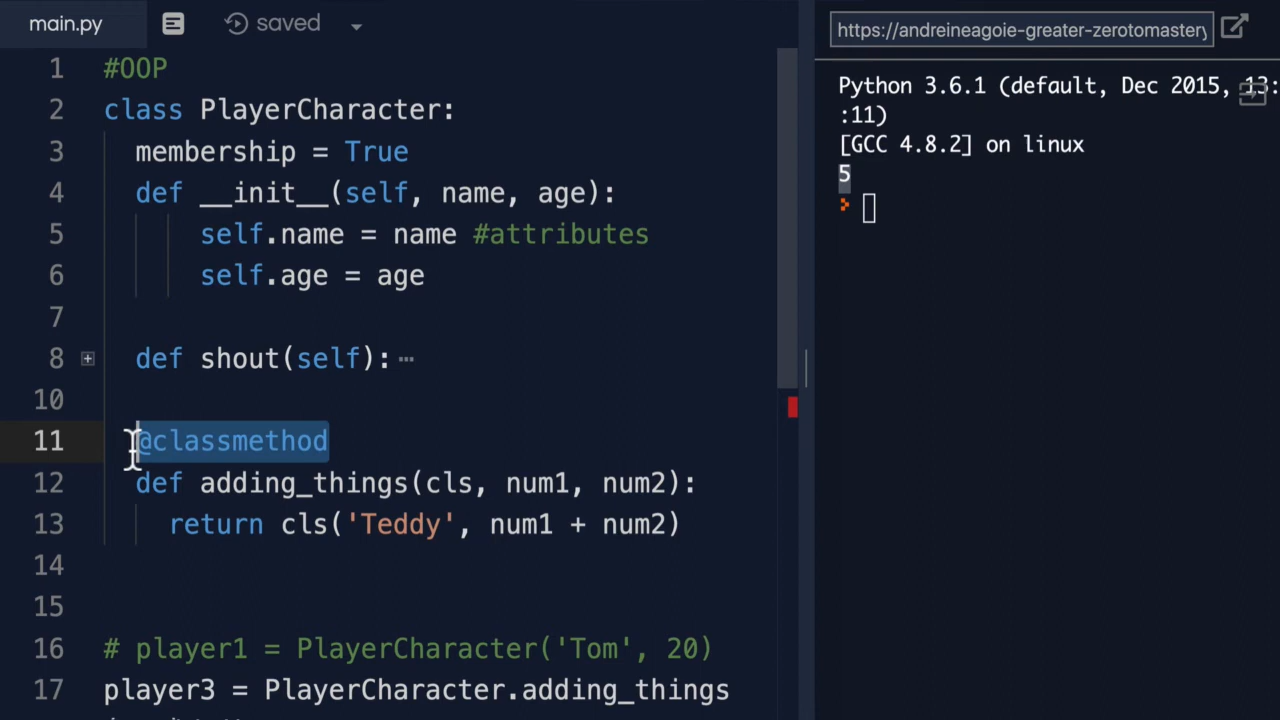 main.py saved
https://andreineagoie-greater-zerotomastery
1 #OOP
2 class PlayerCharacter:
3 membership = True
4 def __init__(self, name, age):
5 self.name = name #attributes
6 self.age = age
7
8 def shout(self):
10
11 @classmethod
12 def adding_things(cls, num1, num2):
13 return cls('Teddy', num1 + num2)
14
15
16 # player1 = PlayerCharacter('Tom', 20)
17 player3 = PlayerCharacter.adding_things
Python 3.6.1 (default, Dec 2015, 13:
:11)
[GCC 4.8.2] on linux
5